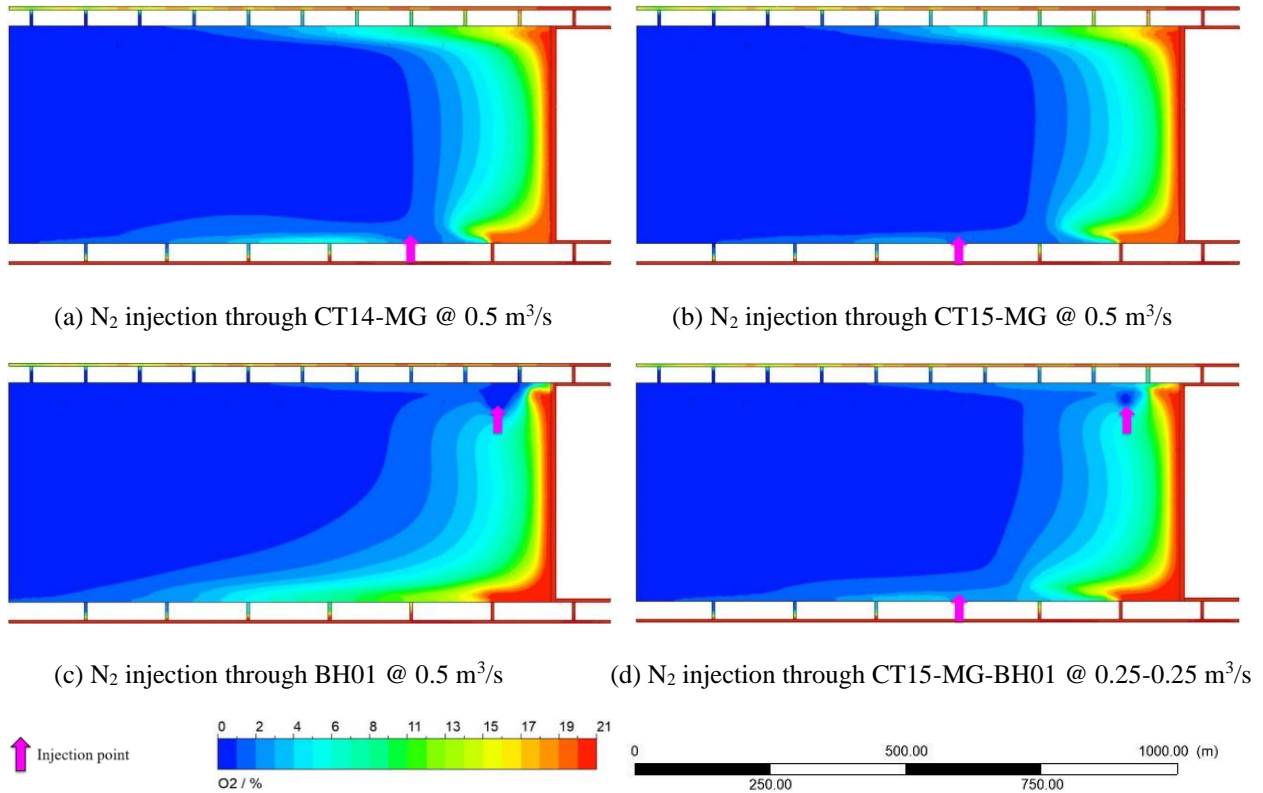 (a) N₂ injection through CT14-MG @ 0.5 m³/s
(b) N₂ injection through CT15-MG @ 0.5 m³/s
(c) N₂ injection through BH01 @ 0.5 m³/s
(d) N₂ injection through CT15-MG-BH01 @ 0.25-0.25 m³/s
Injection point
0 2 4 6 8 11 13 15 17 19 21
O2 / %
0 500.00 1000.00 (m)
250.00 750.00